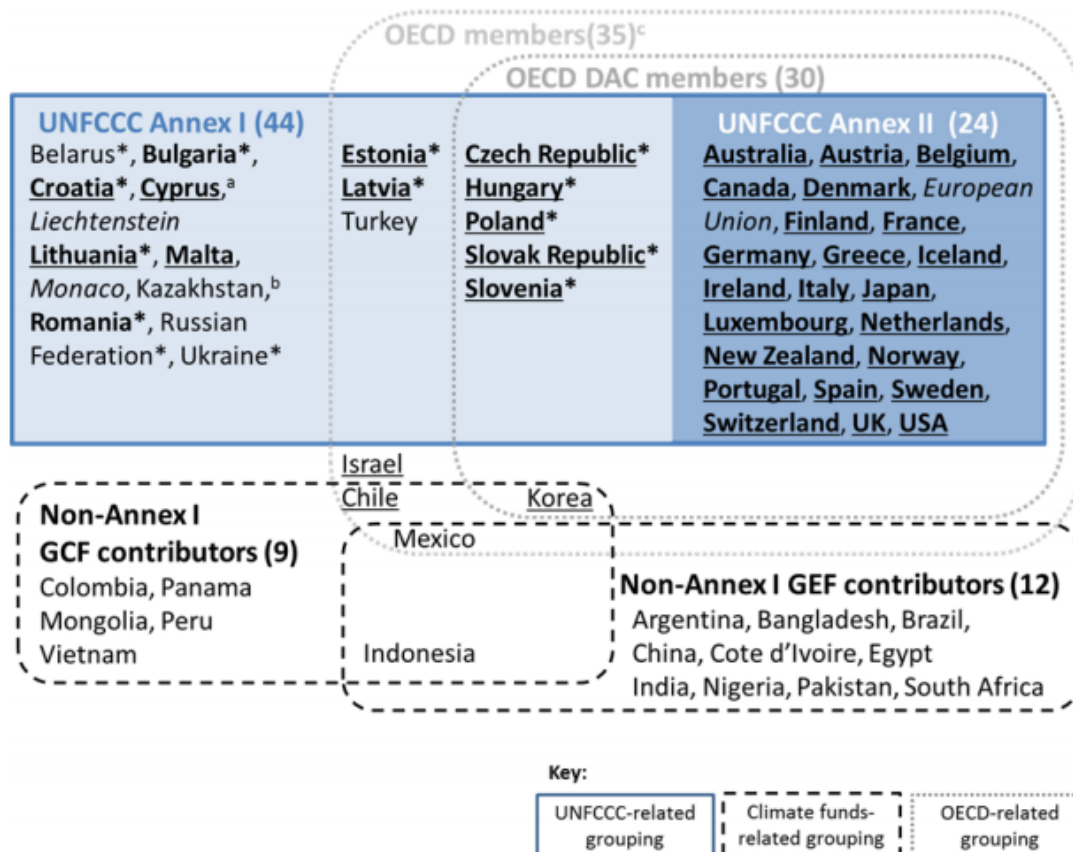 OECD members(35)ᶜ
OECD DAC members (30)
UNFCCC Annex I (44)
Belarus*, Bulgaria*,
Croatia*, Cyprus,ᵃ
Liechtenstein
Lithuania*, Malta,
Monaco, Kazakhstan,ᵇ
Romania*, Russian
Federation*, Ukraine*
Estonia*
Latvia*
Turkey
Czech Republic*
Hungary*
Poland*
Slovak Republic*
Slovenia*
UNFCCC Annex II (24)
Australia, Austria, Belgium,
Canada, Denmark, European
Union, Finland, France,
Germany, Greece, Iceland,
Ireland, Italy, Japan,
Luxembourg, Netherlands,
New Zealand, Norway,
Portugal, Spain, Sweden,
Switzerland, UK, USA
Israel
Chile
Korea
Mexico
Indonesia
Non-Annex I
GCF contributors (9)
Colombia, Panama
Mongolia, Peru
Vietnam
Non-Annex I GEF contributors (12)
Argentina, Bangladesh, Brazil,
China, Cote d'Ivoire, Egypt
India, Nigeria, Pakistan, South Africa
Key:
UNFCCC-related
grouping
Climate funds-
related grouping
OECD-related
grouping